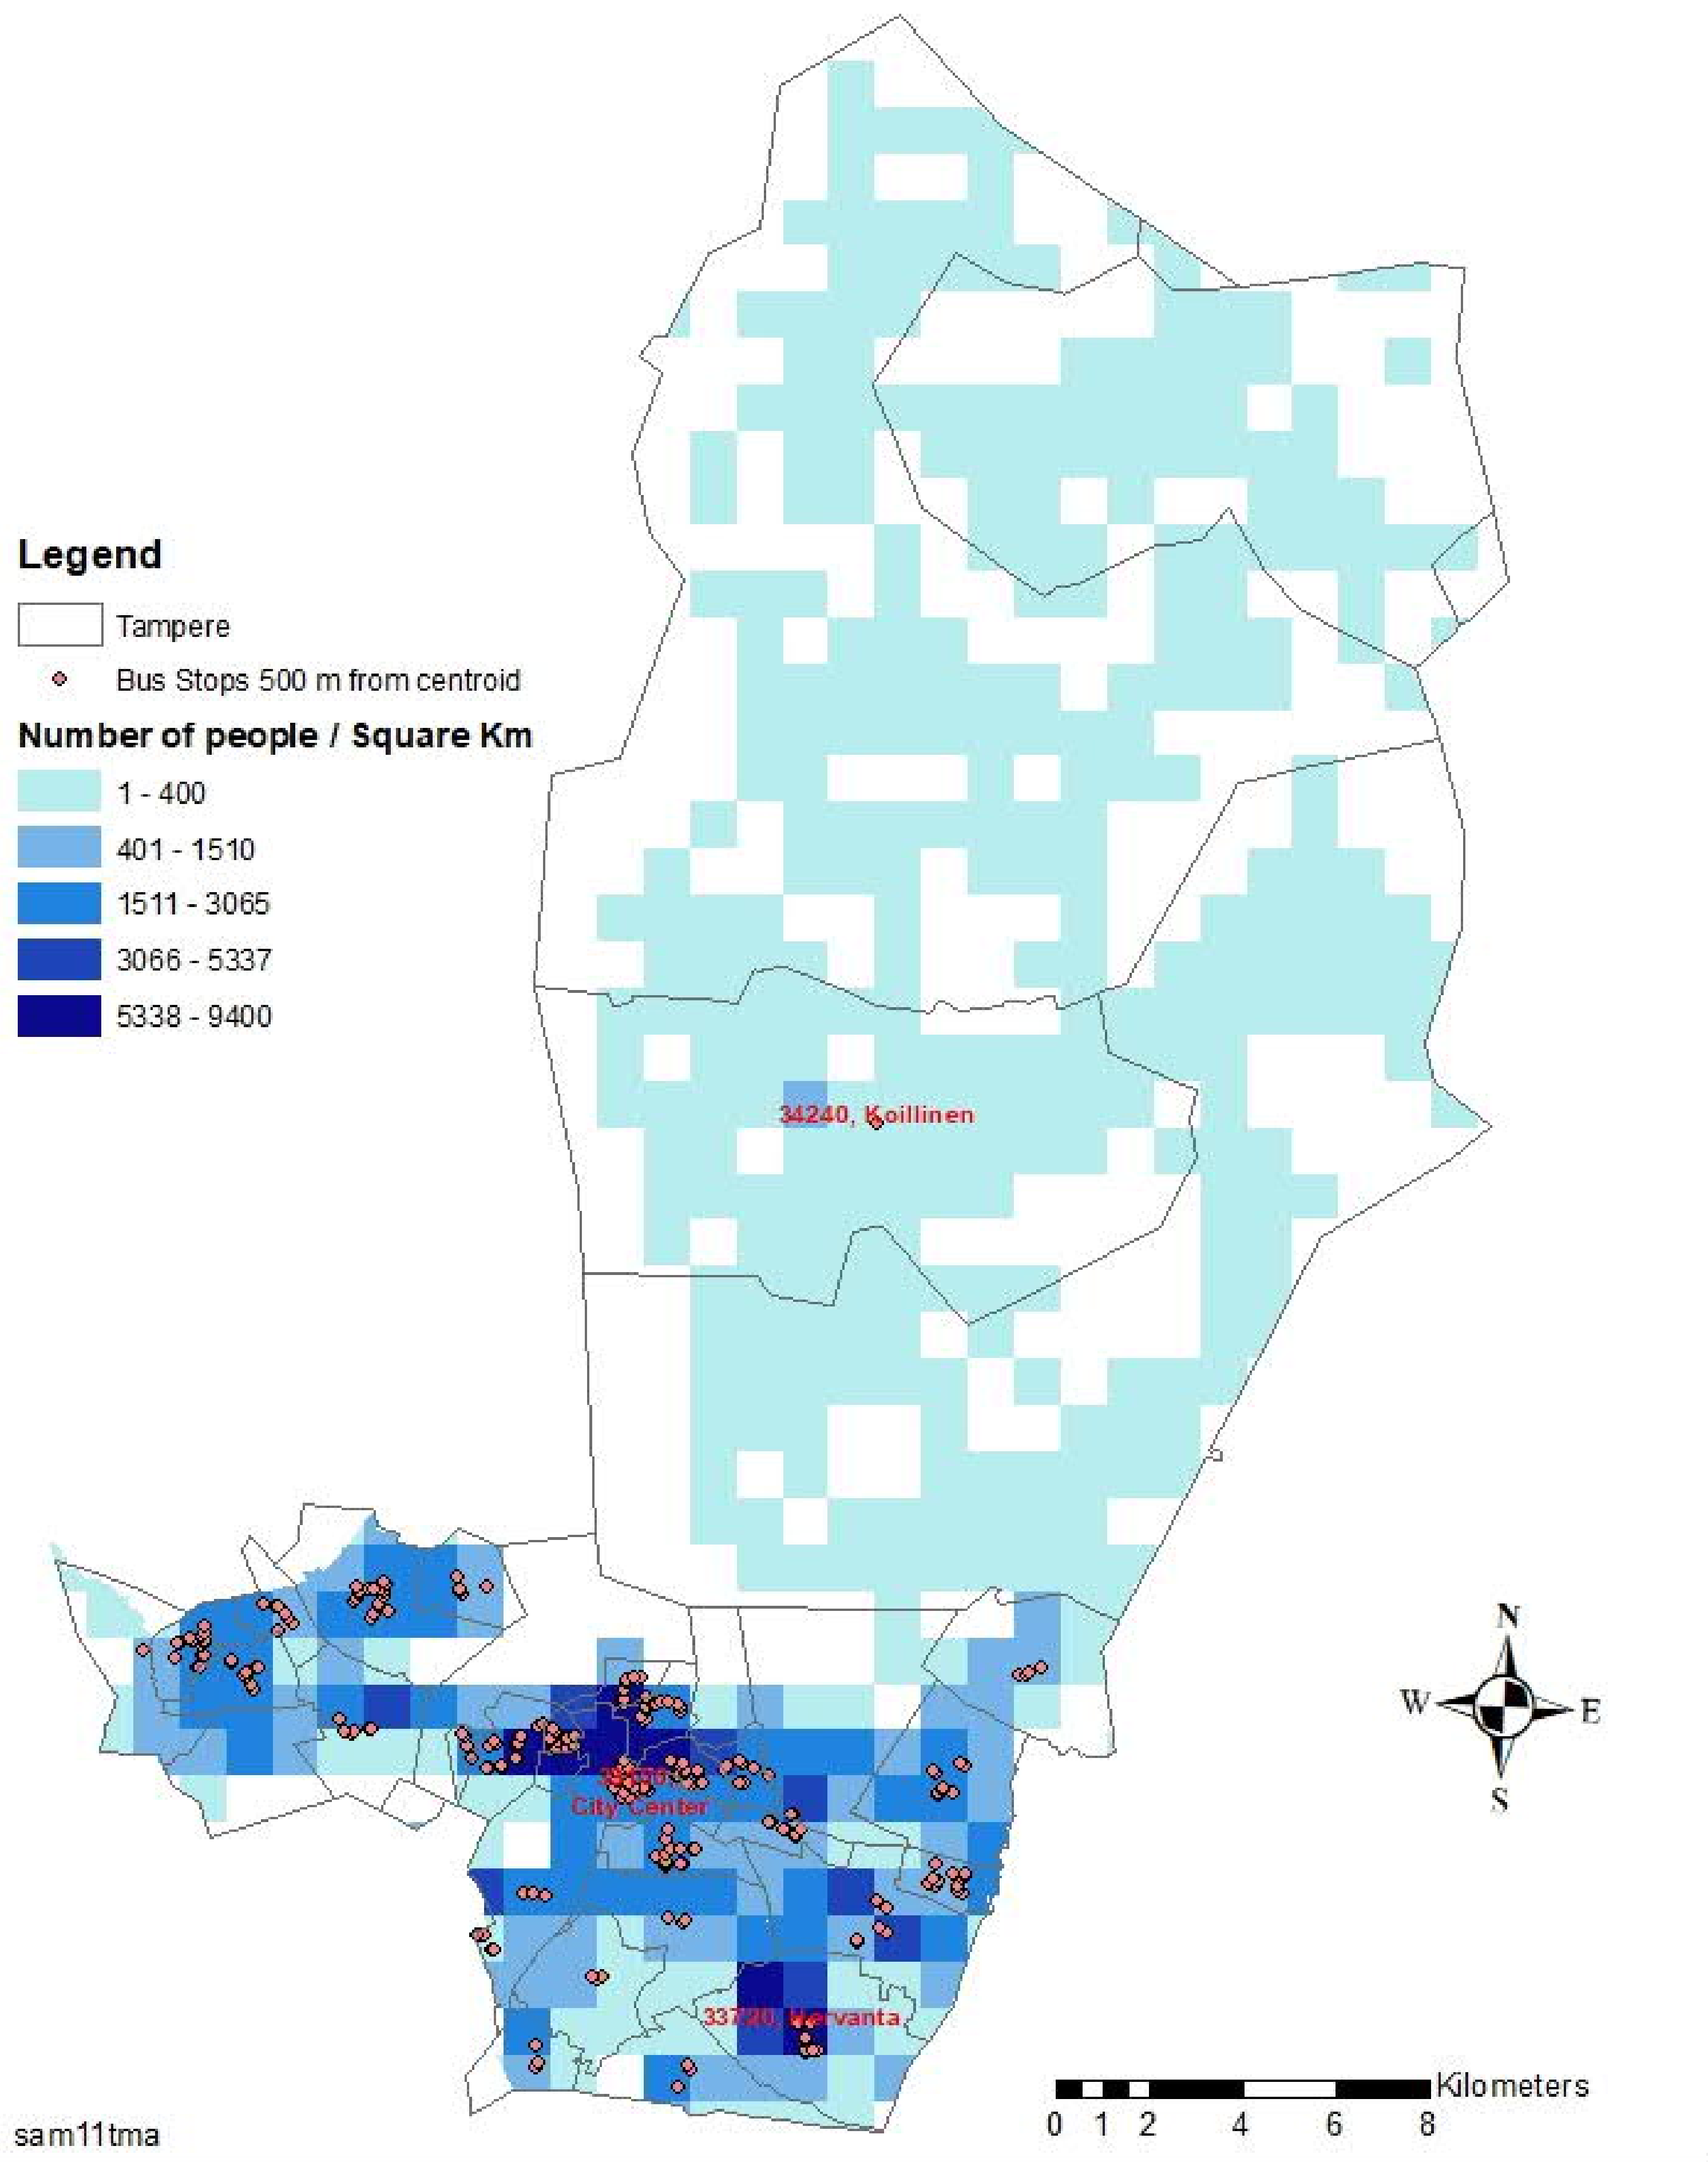 Legend
Tampere
Bus Stops 500 m from centroid
Number of people / Square Km
1 - 400
401 - 1510
1511 - 3065
3066 - 5337
5338 - 9400
34240, Koillinen
City Center
33720, Hervanta
N
W E
S
Kilometers
0 1 2 4 6 8
sam11tma